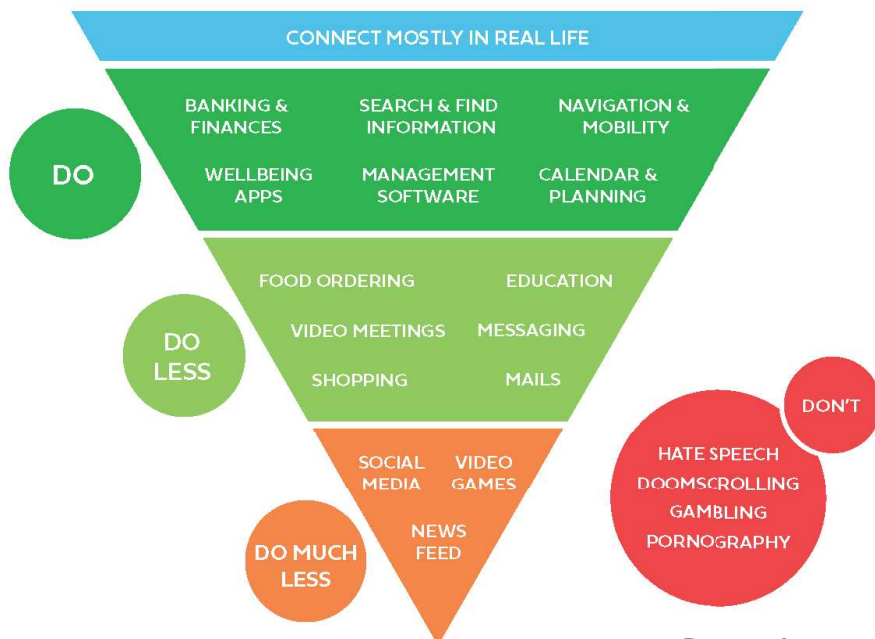 CONNECT MOSTLY IN REAL LIFE
DO
BANKING &
FINANCES
SEARCH & FIND
INFORMATION
NAVIGATION &
MOBILITY
WELLBEING
APPS
MANAGEMENT
SOFTWARE
CALENDAR &
PLANNING
DO
LESS
FOOD ORDERING
EDUCATION
VIDEO MEETINGS
MESSAGING
SHOPPING
MAILS
DO MUCH
LESS
SOCIAL
MEDIA
VIDEO
GAMES
NEWS
FEED
DON'T
HATE SPEECH
DOOMSCROLLING
GAMBLING
PORNOGRAPHY